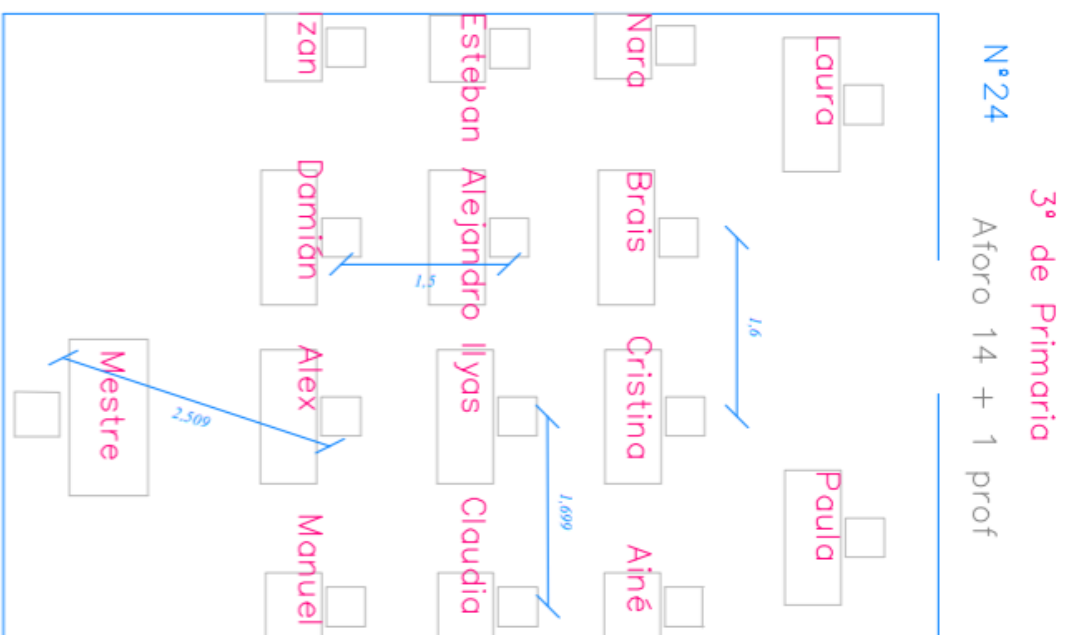 3º de Primaria
Nº24
Aforo 14 + 1 prof
Laura
Paula
Nara
Brais
Cristina
Ainé
Esteban
Alejandro
Ilyas
Claudia
Izan
Damián
Alex
Manuel
Mestre
1,6
1,5
1,699
2,509